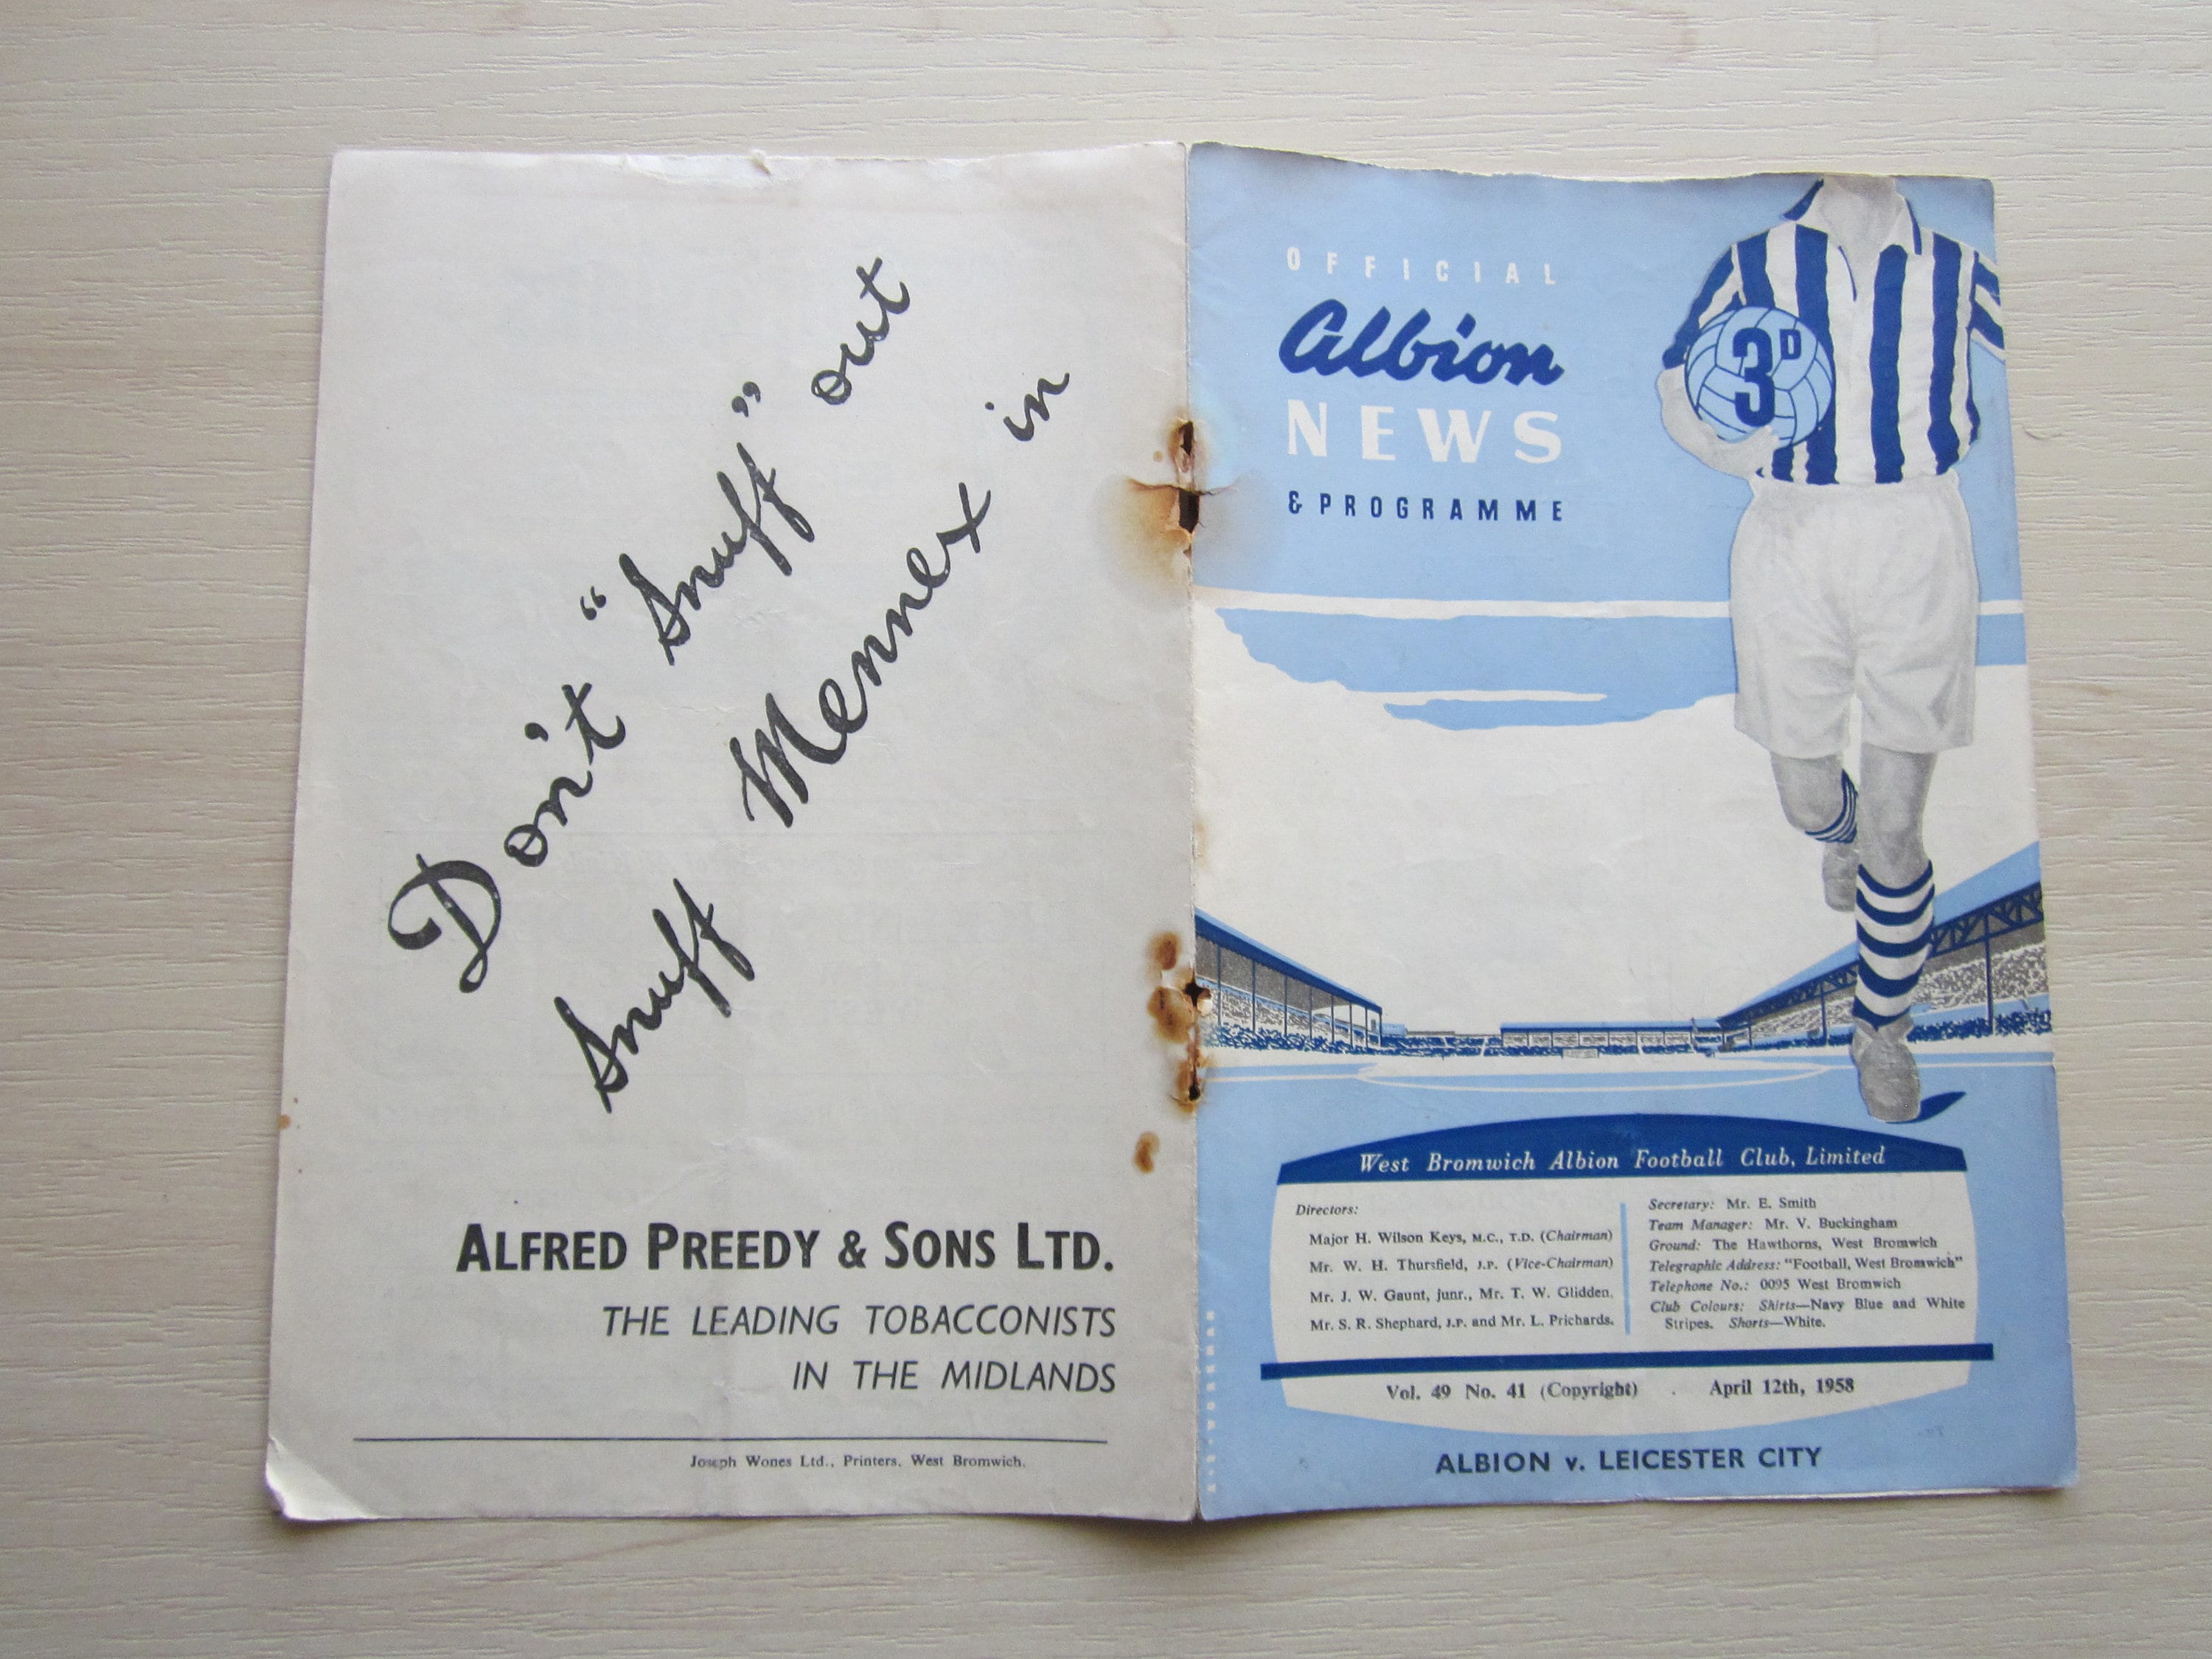 Don't "Snuff" out
Snuff Mennex in
ALFRED PREEDY & SONS LTD.
THE LEADING TOBACCONISTS
IN THE MIDLANDS
Joseph Wones Ltd., Printers, West Bromwich.
OFFICIAL
Albion
NEWS
& PROGRAMME
3D
West Bromwich Albion Football Club, Limited
Directors:
Major H. Wilson Keys, M.C., T.D. (Chairman)
Mr. W. H. Thursfield, J.P. (Vice-Chairman)
Mr. J. W. Gaunt, junr., Mr. T. W. Glidden.
Mr. S. R. Shephard, J.P. and Mr. L. Prichards.
Secretary: Mr. E. Smith
Team Manager: Mr. V. Buckingham
Ground: The Hawthorns, West Bromwich
Telegraphic Address: "Football, West Bromwich"
Telephone No.: 0095 West Bromwich
Club Colours: Shirts—Navy Blue and White
Stripes. Shorts—White.
Vol. 49 No. 41 (Copyright) . April 12th, 1958
ALBION v. LEICESTER CITY